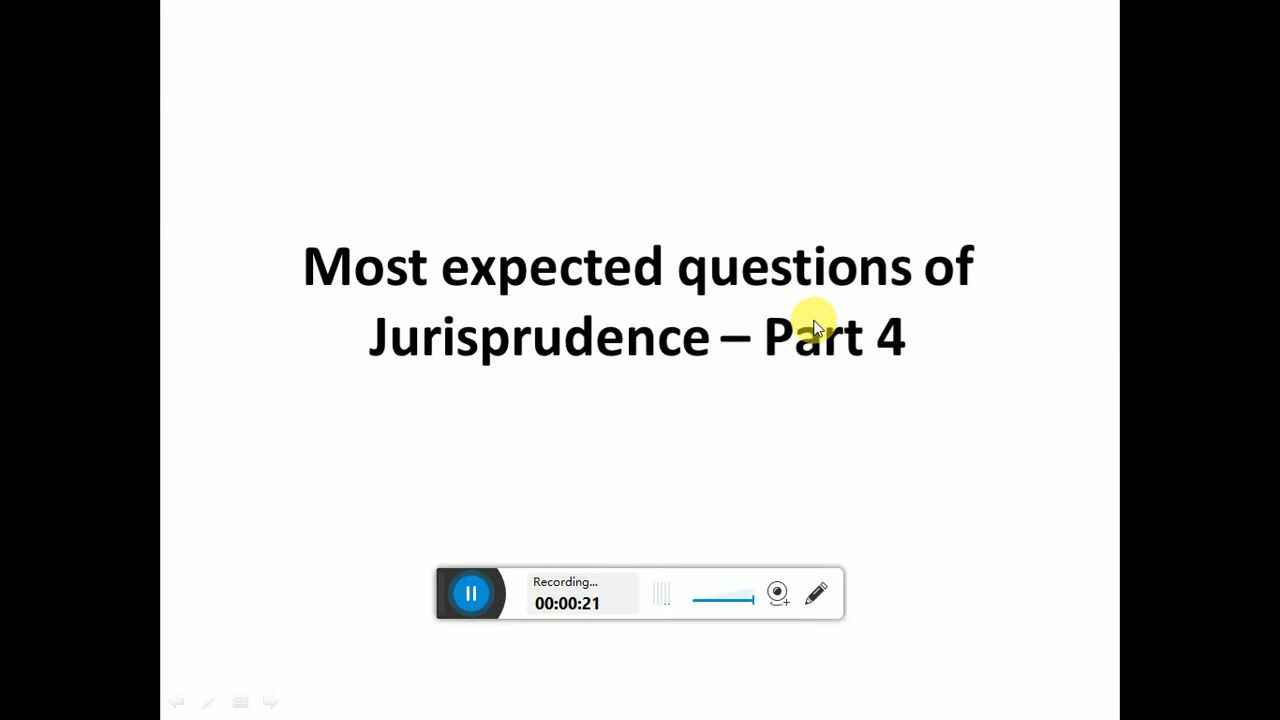 Most expected questions of
Jurisprudence – Part 4
Recording...
00:00:21